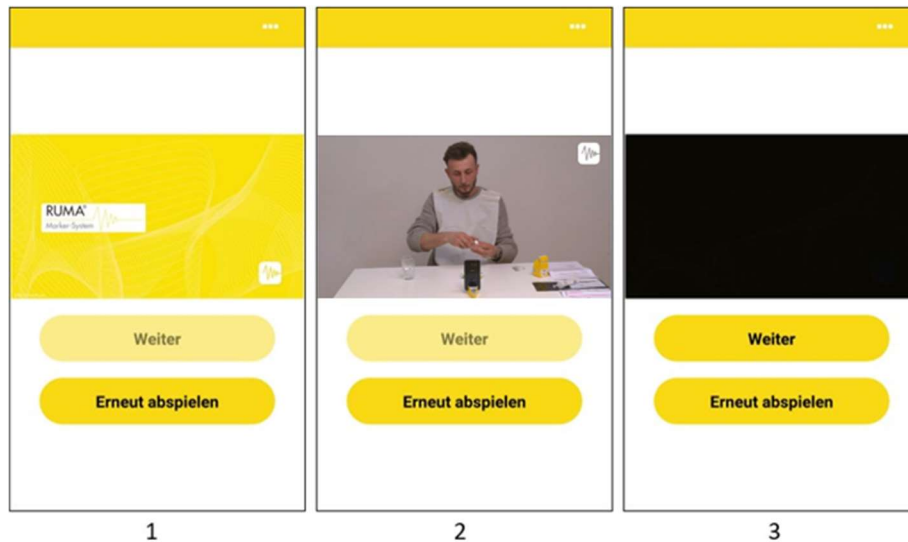 RUMA®
Marker-System
Weiter
Erneut abspielen
1
Weiter
Erneut abspielen
2
Weiter
Erneut abspielen
3